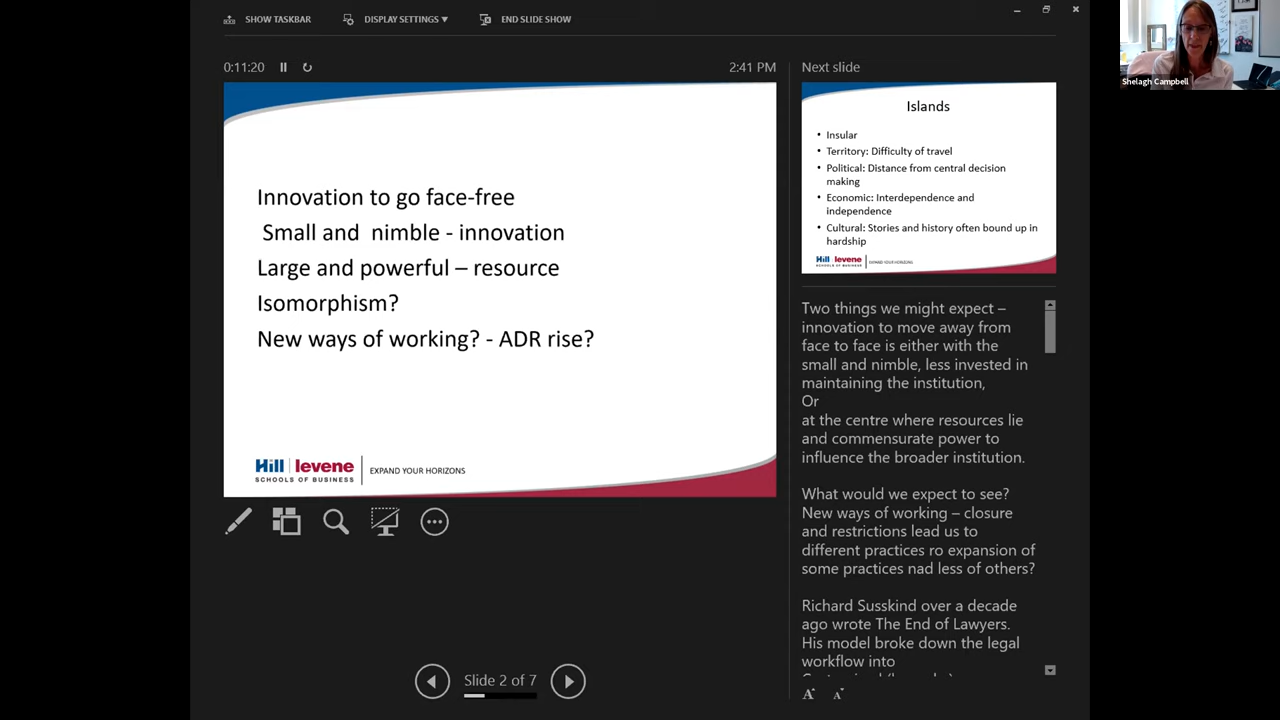 SHOW TASKBAR
DISPLAY SETTINGS ▼
END SLIDE SHOW
0:11:20
2:41 PM
Innovation to go face-free
Small and nimble - innovation
Large and powerful – resource
Isomorphism?
New ways of working? - ADR rise?
Hill levene
SCHOOLS OF BUSINESS
EXPAND YOUR HORIZONS
Slide 2 of 7
Next slide
Islands
• Insular
• Territory: Difficulty of travel
• Political: Distance from central decision
making
• Economic: Interdependence and
independence
• Cultural: Stories and history often bound up in
hardship
Hill levene
SCHOOLS OF BUSINESS
EXPAND YOUR HORIZONS
Two things we might expect –
innovation to move away from
face to face is either with the
small and nimble, less invested in
maintaining the institution,
Or
at the centre where resources lie
and commensurate power to
influence the broader institution.
What would we expect to see?
New ways of working – closure
and restrictions lead us to
different practices ro expansion of
some practices nad less of others?
Richard Susskind over a decade
ago wrote The End of Lawyers.
His model broke down the legal
workflow into
A A
Shelagh Campbell